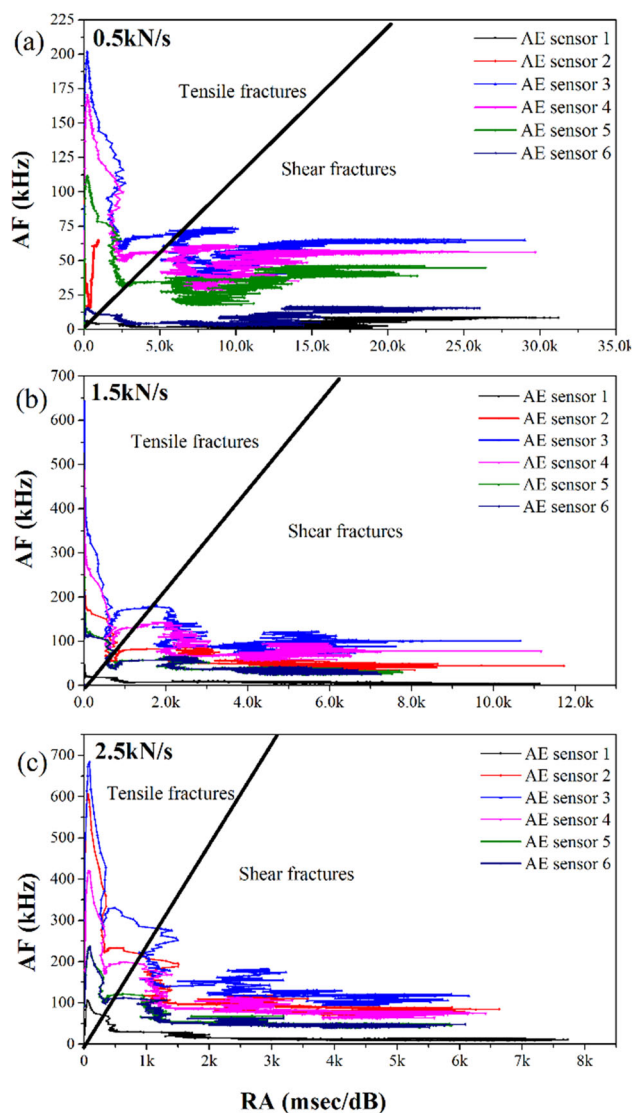 (a) 0.5kN/s
AE sensor 1
AE sensor 2
AE sensor 3
AE sensor 4
AE sensor 5
AE sensor 6
Tensile fractures
Shear fractures
AF (kHz)
225
200
175
150
125
100
75
50
25
0
0.0 5.0k 10.0k 15.0k 20.0k 25.0k 30.0k 35.0k
(b) 1.5kN/s
AE sensor 1
AE sensor 2
AE sensor 3
AE sensor 4
AE sensor 5
AE sensor 6
Tensile fractures
Shear fractures
AF (kHz)
700
600
500
400
300
200
100
0
0.0 2.0k 4.0k 6.0k 8.0k 10.0k 12.0k
(c) 2.5kN/s
AE sensor 1
AE sensor 2
AE sensor 3
AE sensor 4
AE sensor 5
AE sensor 6
Tensile fractures
Shear fractures
AF (kHz)
700
600
500
400
300
200
100
0
0 1k 2k 3k 4k 5k 6k 7k 8k
RA (msec/dB)